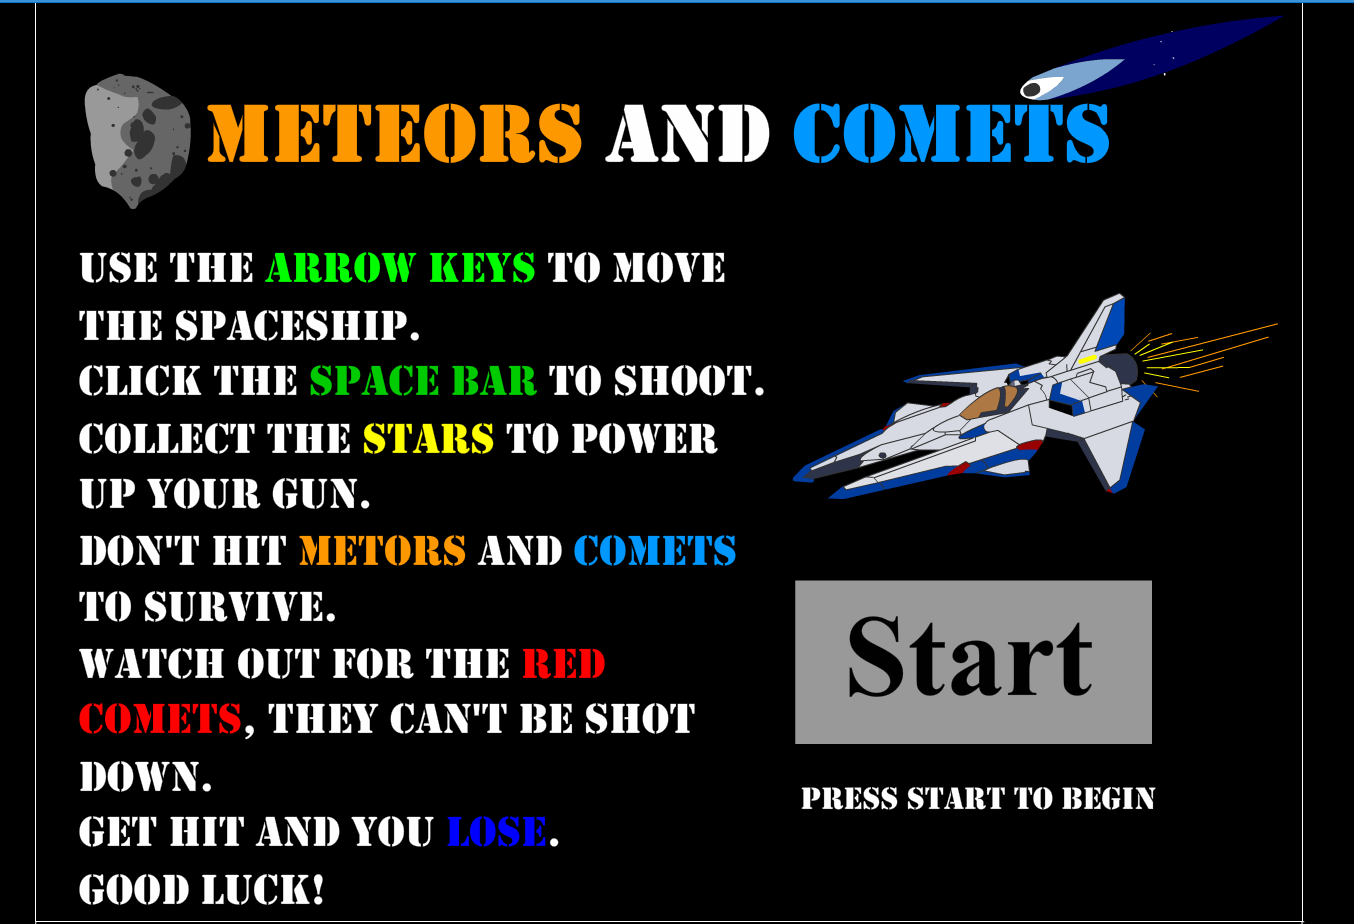 METEORS AND COMETS
USE THE ARROW KEYS TO MOVE
THE SPACESHIP.
CLICK THE SPACE BAR TO SHOOT.
COLLECT THE STARS TO POWER
UP YOUR GUN.
DON'T HIT METORS AND COMETS
TO SURVIVE.
WATCH OUT FOR THE RED
COMETS, THEY CAN'T BE SHOT
DOWN.
GET HIT AND YOU LOSE.
GOOD LUCK!
Start
PRESS START TO BEGIN